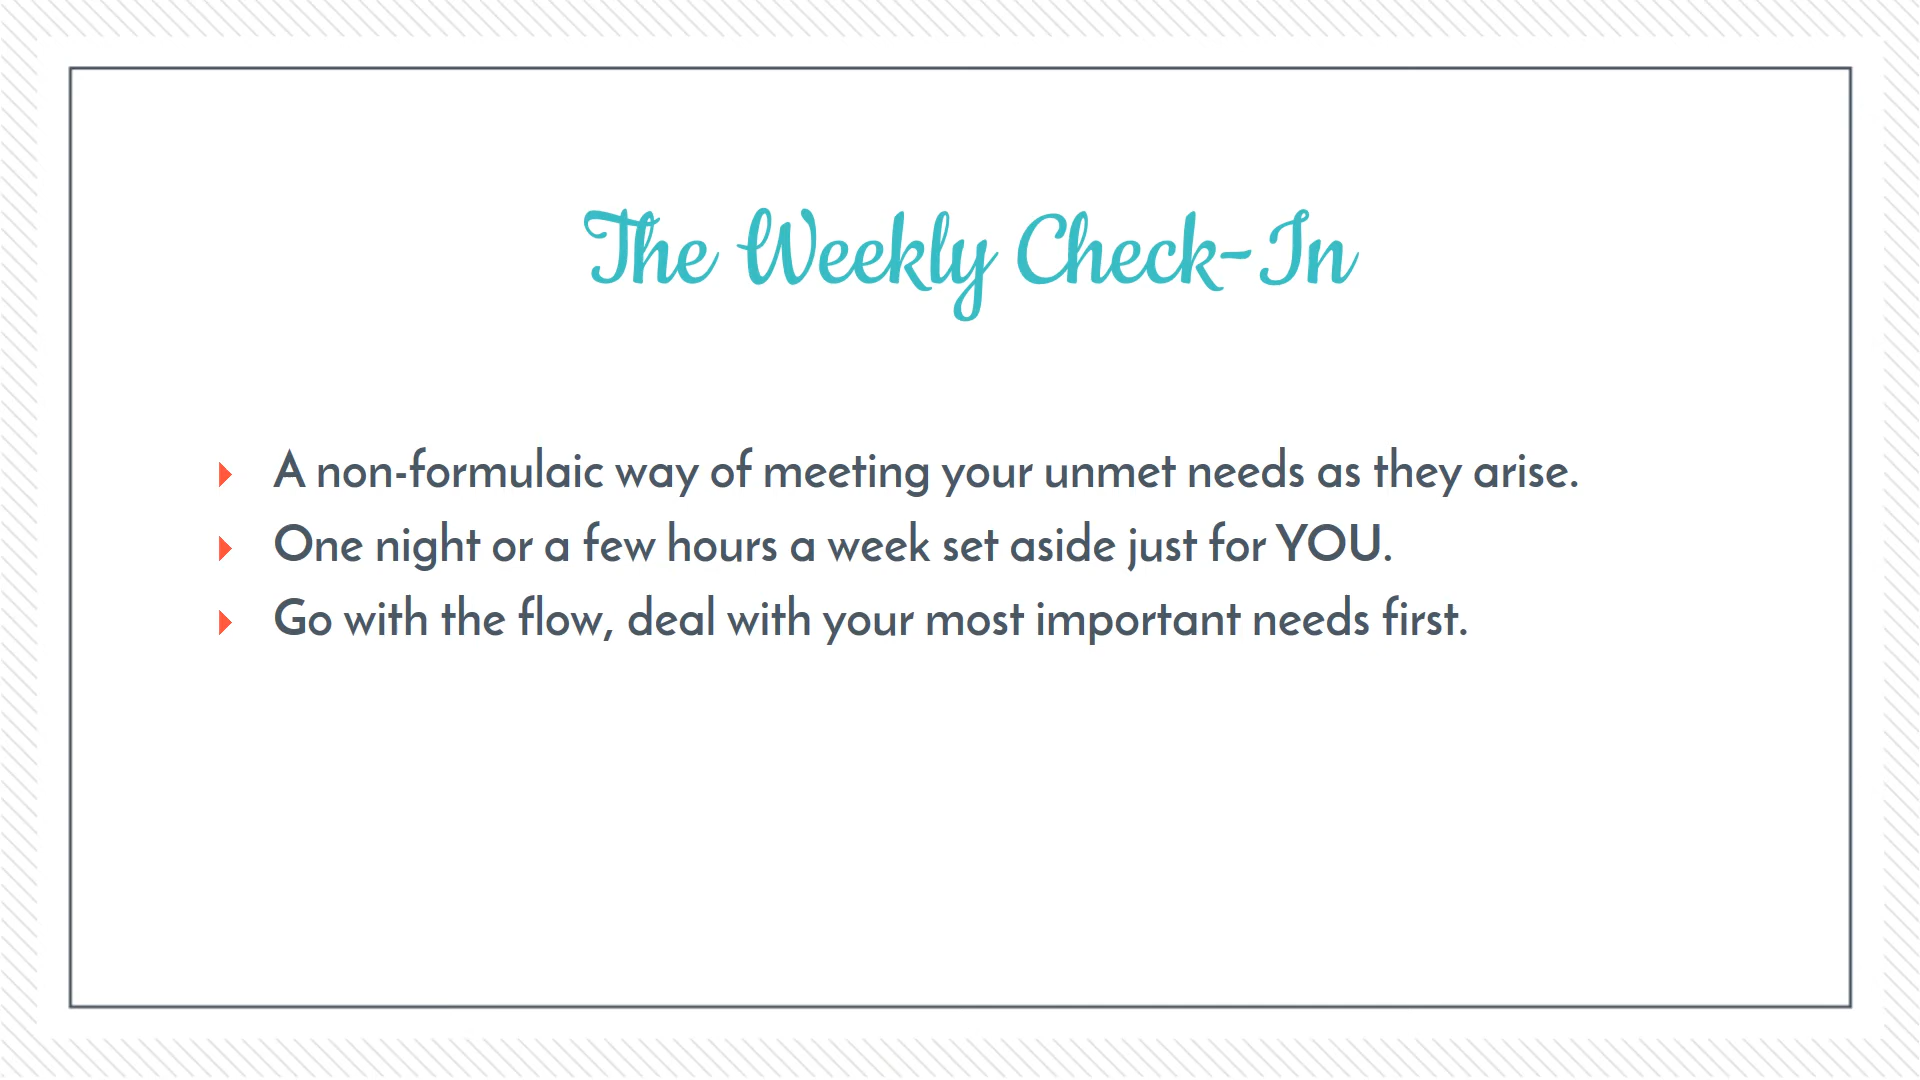 The Weekly Check-In
A non-formulaic way of meeting your unmet needs as they arise.
One night or a few hours a week set aside just for YOU.
Go with the flow, deal with your most important needs first.